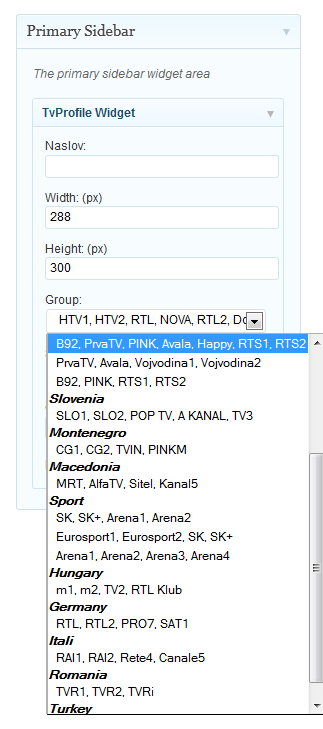 Primary Sidebar
The primary sidebar widget area
TvProfile Widget
Naslov:
Width: (px)
288
Height: (px)
300
Group:
HTV1, HTV2, RTL, NOVA, RTL2, Do
B92, PrvaTV, PINK, Avala, Happy, RTS1, RTS2
PrvaTV, Avala, Vojvodina1, Vojvodina2
B92, PINK, RTS1, RTS2
Slovenia
SLO1, SLO2, POP TV, A KANAL, TV3
Montenegro
CG1, CG2, TVIN, PINKM
Macedonia
MRT, AlfaTV, Sitel, Kanal5
Sport
SK, SK+, Arena1, Arena2
Eurosport1, Eurosport2, SK, SK+
Arena1, Arena2, Arena3, Arena4
Hungary
m1, m2, TV2, RTL Klub
Germany
RTL, RTL2, PRO7, SAT1
Itali
RAI1, RAI2, Rete4, Canale5
Romania
TVR1, TVR2, TVRi
Turkey